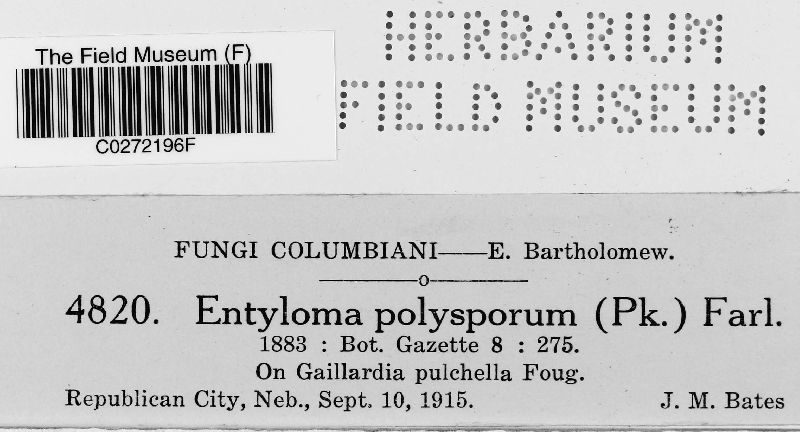 HERBARIUM
FIELD MUSEUM
The Field Museum (F)
C0272196F
FUNGI COLUMBIANI——E. Bartholomew.
4820. Entyloma polysporum (Pk.) Farl.
1883 : Bot. Gazette 8 : 275.
On Gaillardia pulchella Foug.
Republican City, Neb., Sept. 10, 1915. J. M. Bates